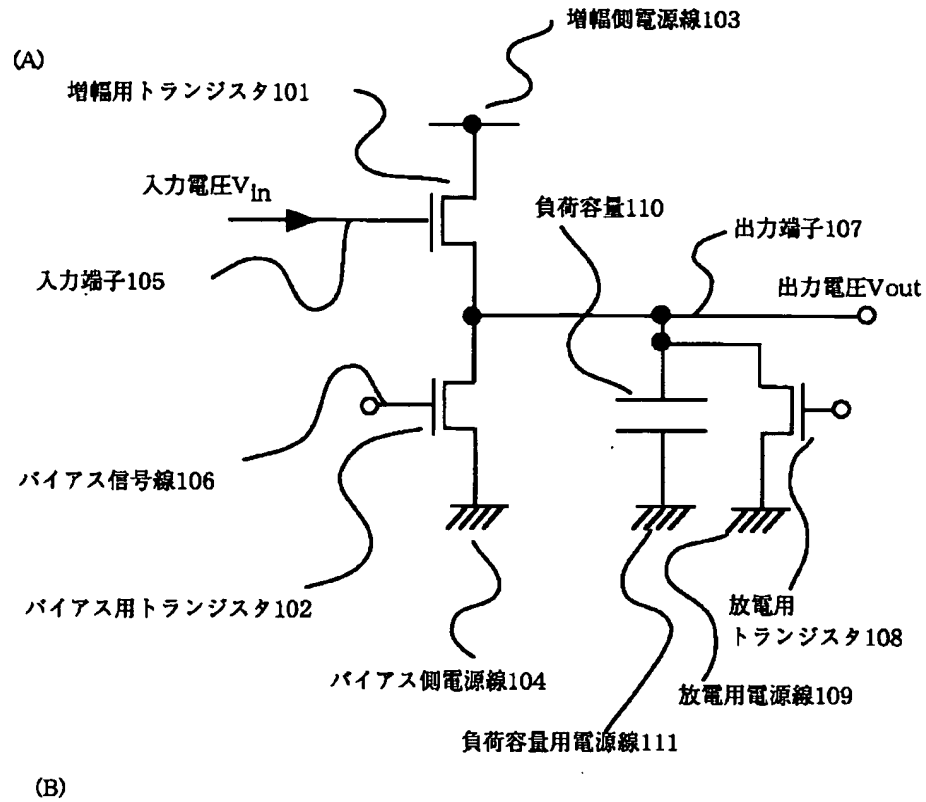 増幅側電源線103
(A)
増幅用トランジスタ101
入力電圧Vin
負荷容量110
出力端子107
入力端子105
出力電圧Vout
バイアス信号線106
バイアス用トランジスタ102
放電用
トランジスタ108
バイアス側電源線104
放電用電源線109
負荷容量用電源線111
(B)